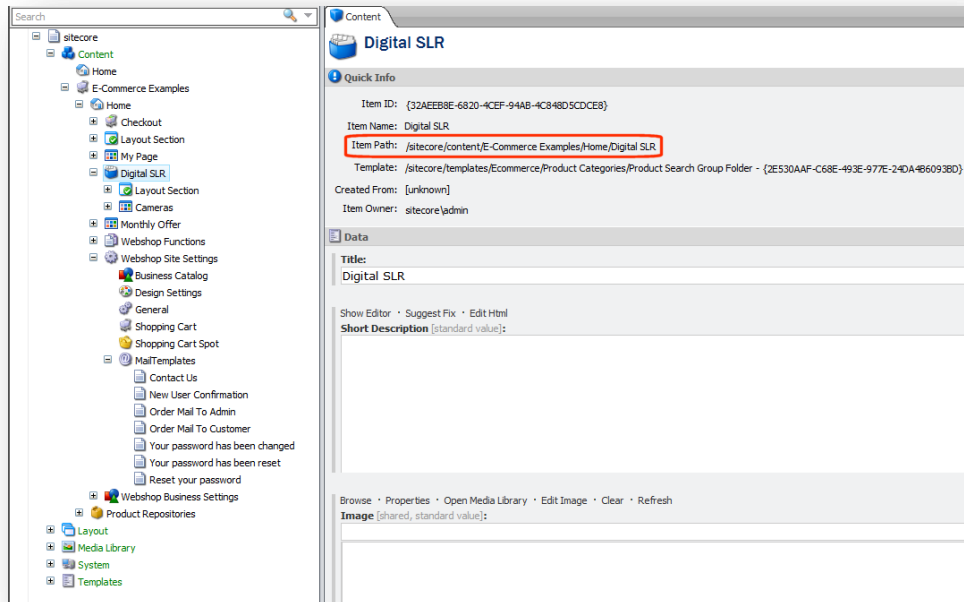 Search
sitecore
Content
Home
E-Commerce Examples
Home
Checkout
Layout Section
My Page
Digital SLR
Layout Section
Cameras
Monthly Offer
Webshop Functions
Webshop Site Settings
Business Catalog
Design Settings
General
Shopping Cart
Shopping Cart Spot
MailTemplates
Contact Us
New User Confirmation
Order Mail To Admin
Order Mail To Customer
Your password has been changed
Your password has been reset
Reset your password
Webshop Business Settings
Product Repositories
Layout
Media Library
System
Templates
Content
Digital SLR
Quick Info
Item ID: {32AEEB8E-6820-4CEF-94AB-4C848D5CDCE8}
Item Name: Digital SLR
Item Path: /sitecore/content/E-Commerce Examples/Home/Digital SLR
Template: /sitecore/templates/Ecommerce/Product Categories/Product Search Group Folder - {2E530AAF-C68E-493E-977E-24DA4B6093BD}
Created From: [unknown]
Item Owner: sitecore\admin
Data
Title:
Digital SLR
Show Editor · Suggest Fix · Edit Html
Short Description [standard value]:
Browse · Properties · Open Media Library · Edit Image · Clear · Refresh
Image [shared, standard value]: